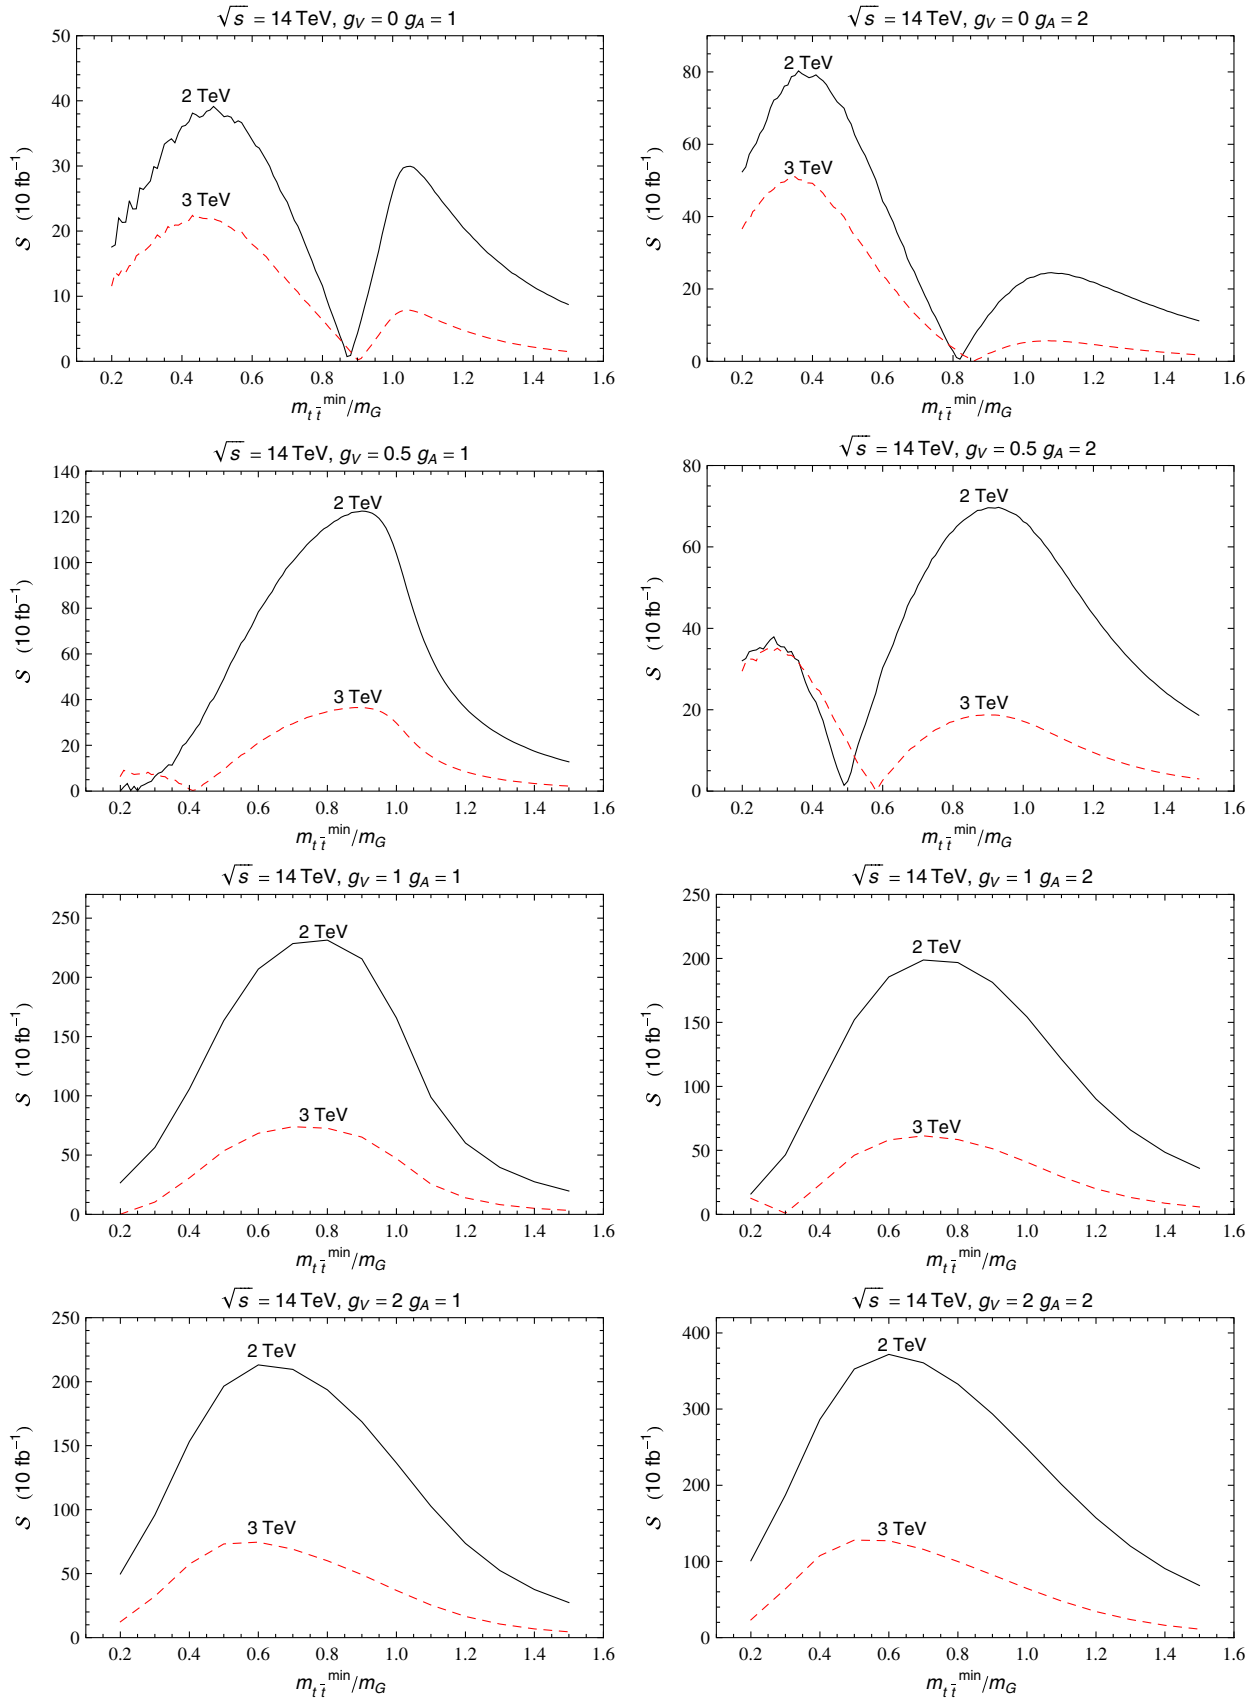 √s = 14 TeV, g_V = 0 g_A = 1
50
40
30
20
10
0
S (10 fb⁻¹)
2 TeV
3 TeV
0.2 0.4 0.6 0.8 1.0 1.2 1.4 1.6
m_{t t̄}^min/m_G
√s = 14 TeV, g_V = 0 g_A = 2
80
60
40
20
0
S (10 fb⁻¹)
2 TeV
3 TeV
0.2 0.4 0.6 0.8 1.0 1.2 1.4 1.6
m_{t t̄}^min/m_G
√s = 14 TeV, g_V = 0.5 g_A = 1
140
120
100
80
60
40
20
0
S (10 fb⁻¹)
2 TeV
3 TeV
0.2 0.4 0.6 0.8 1.0 1.2 1.4 1.6
m_{t t̄}^min/m_G
√s = 14 TeV, g_V = 0.5 g_A = 2
80
60
40
20
0
S (10 fb⁻¹)
2 TeV
3 TeV
0.2 0.4 0.6 0.8 1.0 1.2 1.4 1.6
m_{t t̄}^min/m_G
√s = 14 TeV, g_V = 1 g_A = 1
250
200
150
100
50
0
S (10 fb⁻¹)
2 TeV
3 TeV
0.2 0.4 0.6 0.8 1.0 1.2 1.4 1.6
m_{t t̄}^min/m_G
√s = 14 TeV, g_V = 1 g_A = 2
250
200
150
100
50
0
S (10 fb⁻¹)
2 TeV
3 TeV
0.2 0.4 0.6 0.8 1.0 1.2 1.4 1.6
m_{t t̄}^min/m_G
√s = 14 TeV, g_V = 2 g_A = 1
250
200
150
100
50
0
S (10 fb⁻¹)
2 TeV
3 TeV
0.2 0.4 0.6 0.8 1.0 1.2 1.4 1.6
m_{t t̄}^min/m_G
√s = 14 TeV, g_V = 2 g_A = 2
400
300
200
100
0
S (10 fb⁻¹)
2 TeV
3 TeV
0.2 0.4 0.6 0.8 1.0 1.2 1.4 1.6
m_{t t̄}^min/m_G